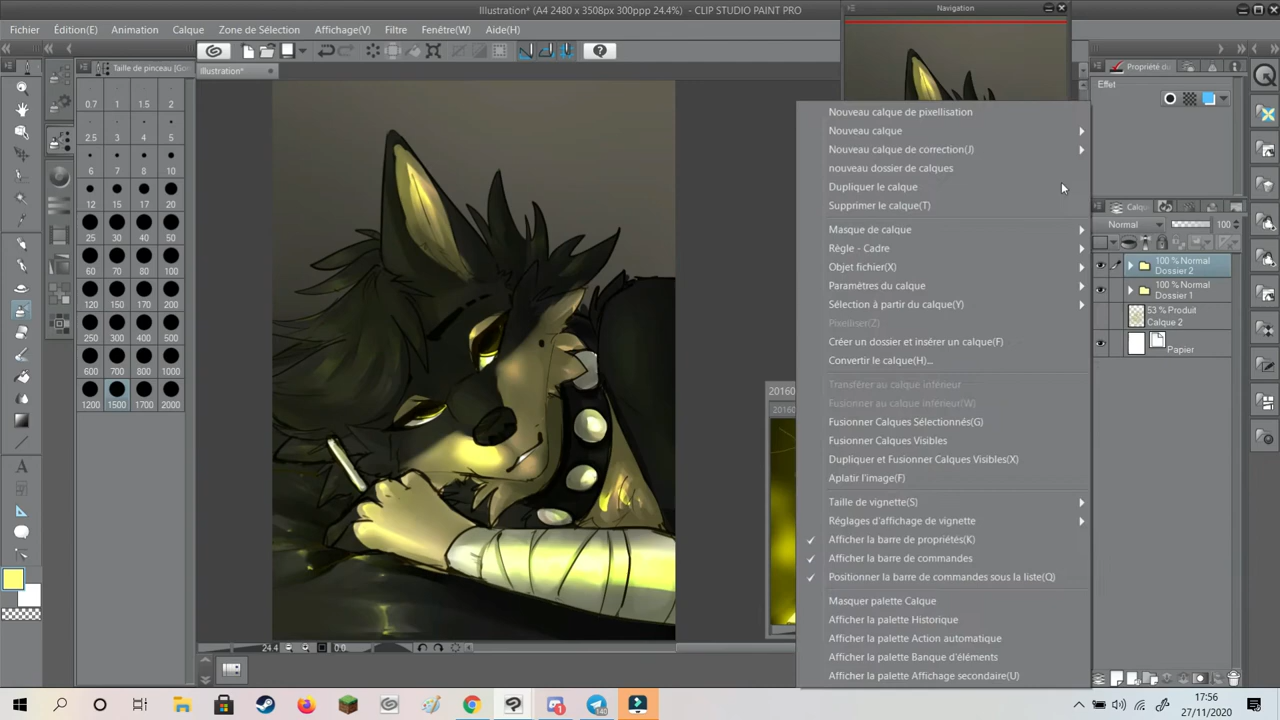 Illustration* (A4 2480 x 3508px 300ppp 24.4%) - CLIP STUDIO PAINT PRO
Navigation
Fichier Édition(E) Animation Calque Zone de Sélection Affichage(V) Filtre Fenêtre(W) Aide(H)
Taille de pinceau
Illustration*
Propriété du
Effet
0.7 1 1.5 2
2.5 3 4 5
6 7 8 10
12 15 17 20
25 30 40 50
60 70 80 100
120 150 170 200
250 300 400 500
600 700 800 1000
1200 1500 1700 2000
Nouveau calque de pixellisation
Nouveau calque
Nouveau calque de correction(J)
nouveau dossier de calques
Dupliquer le calque
Supprimer le calque(T)
Masque de calque
Règle - Cadre
Objet fichier(X)
Paramètres du calque
Sélection à partir du calque(Y)
Pixelliser(Z)
Créer un dossier et insérer un calque(F)
Convertir le calque(H)...
Transférer au calque inférieur
Fusionner au calque inférieur(W)
Fusionner Calques Sélectionnés(G)
Fusionner Calques Visibles
Dupliquer et Fusionner Calques Visibles(X)
Aplatir l'image(F)
Taille de vignette(S)
Réglages d'affichage de vignette
Afficher la barre de propriétés(K)
Afficher la barre de commandes
Positionner la barre de commandes sous la liste(Q)
Masquer palette Calque
Afficher la palette Historique
Afficher la palette Action automatique
Afficher la palette Banque d'éléments
Afficher la palette Affichage secondaire(U)
Calqu
Normal 100
100 % Normal
Dossier 2
100 % Normal
Dossier 1
53 % Produit
Calque 2
Papier
201605
20160
24.4 0.0
140
17:56
27/11/2020